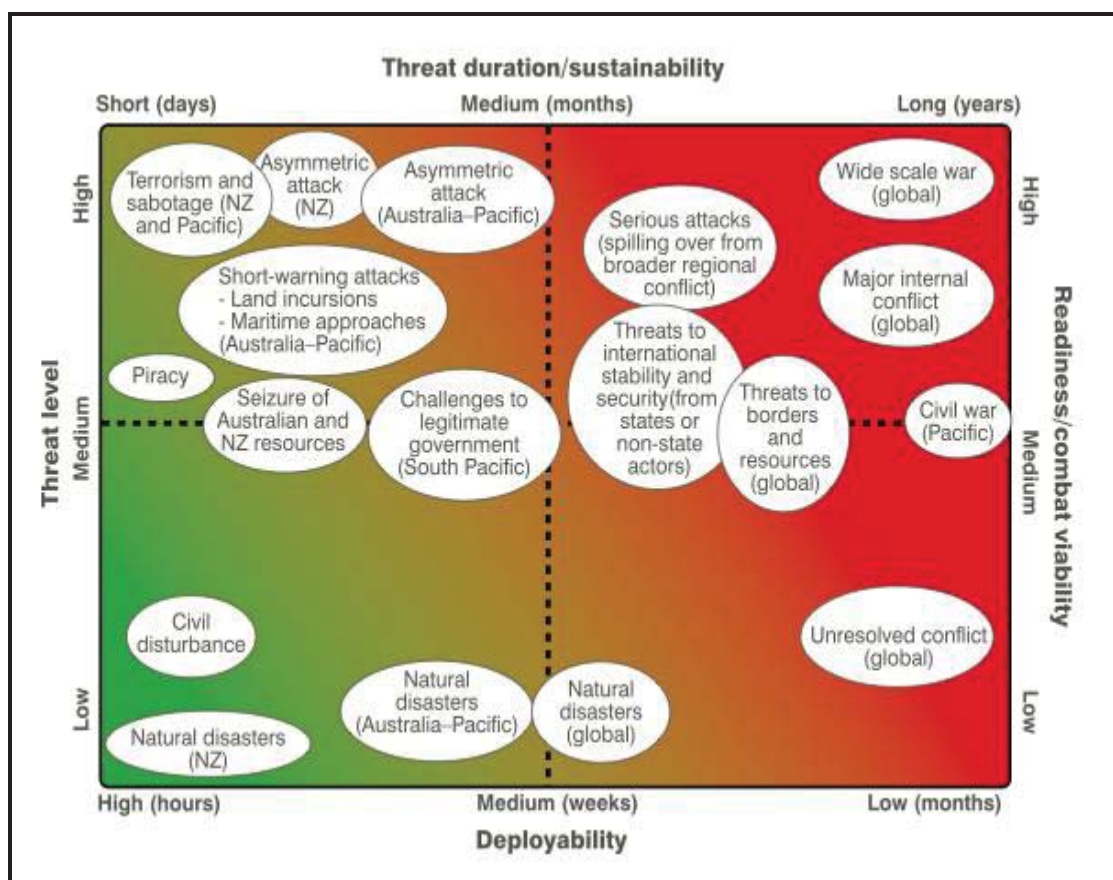 Threat duration/sustainability
Short (days)
Medium (months)
Long (years)
Threat level
High
Medium
Low
Terrorism and
sabotage (NZ
and Pacific)
Asymmetric
attack
(NZ)
Asymmetric
attack
(Australia–Pacific)
Serious attacks
(spilling over from
broader regional
conflict)
Wide scale war
(global)
Short-warning attacks
- Land incursions
- Maritime approaches
(Australia–Pacific)
Major internal
conflict
(global)
Piracy
Seizure of
Australian and
NZ resources
Challenges to
legitimate
government
(South Pacific)
Threats to
international
stability and
security(from
states or
non-state
actors)
Threats to
borders and
resources
(global)
Civil war
(Pacific)
Civil
disturbance
Unresolved conflict
(global)
Natural disasters
(NZ)
Natural
disasters
(Australia–Pacific)
Natural
disasters
(global)
High
Medium
Low
Readiness/combat viability
High (hours)
Medium (weeks)
Low (months)
Deployability